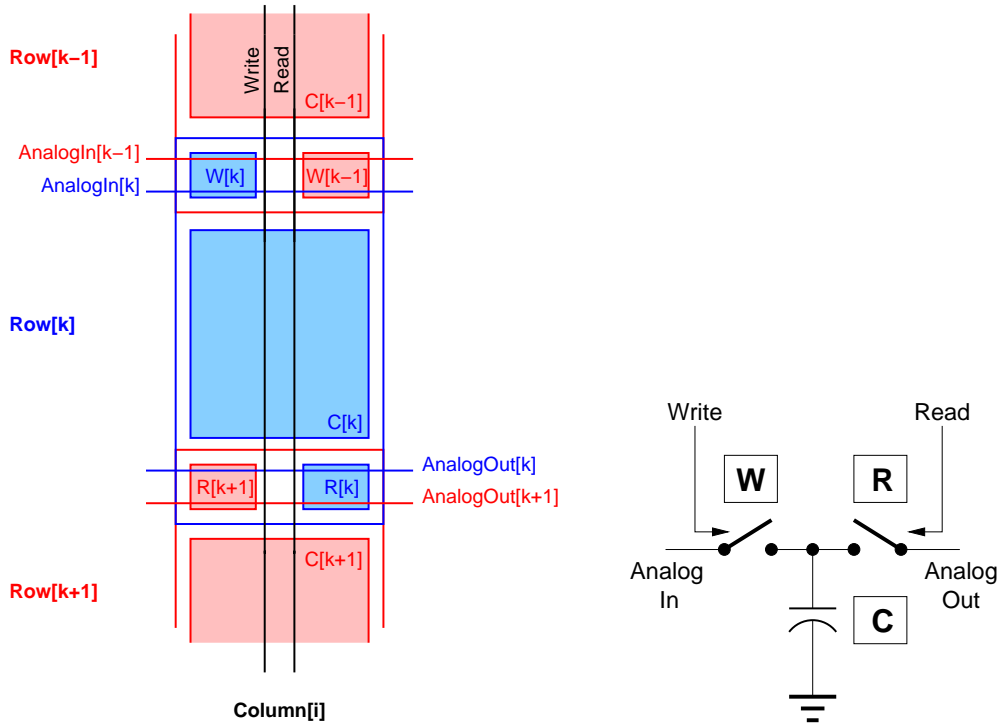 Row[k−1]
Write
Read
C[k−1]
AnalogIn[k−1]
AnalogIn[k]
W[k]
W[k−1]
Row[k]
C[k]
AnalogOut[k]
AnalogOut[k+1]
R[k+1]
R[k]
C[k+1]
Row[k+1]
Column[i]
Write
Read
W
R
Analog
In
Analog
Out
C